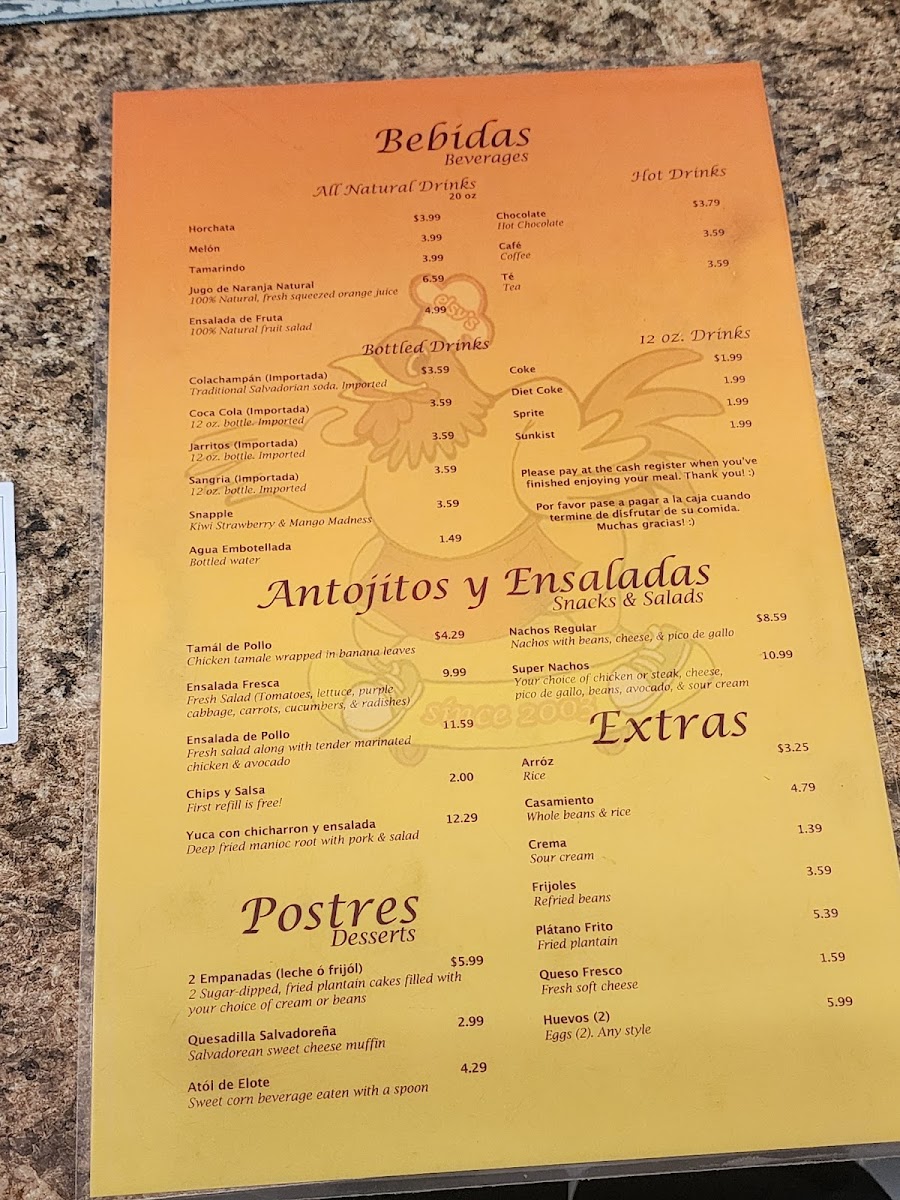 Bebidas
Beverages
All Natural Drinks
20 oz
Horchata $3.99
Melón 3.99
Tamarindo 3.99
Jugo de Naranja Natural 6.59
100% Natural, fresh squeezed orange juice
Ensalada de Fruta 4.99
100% Natural fruit salad
Hot Drinks
Chocolate $3.79
Hot Chocolate
Café 3.59
Coffee
Té 3.59
Tea
elsy's
Bottled Drinks
Colachampán (Importada) $3.59
Traditional Salvadorian soda. Imported
Coca Cola (Importada) 3.59
12 oz. bottle. Imported
Jarritos (Importada) 3.59
12 oz. bottle. Imported
Sangria (Importada) 3.59
12 oz. bottle. Imported
Snapple 3.59
Kiwi Strawberry & Mango Madness
Agua Embotellada 1.49
Bottled water
12 oz. Drinks
Coke $1.99
Diet Coke 1.99
Sprite 1.99
Sunkist 1.99
Please pay at the cash register when you've
finished enjoying your meal. Thank you! :)
Por favor pase a pagar a la caja cuando
termine de disfrutar de su comida.
Muchas gracias! :)
Antojitos y Ensaladas
Snacks & Salads
Tamál de Pollo $4.29
Chicken tamale wrapped in banana leaves
Ensalada Fresca 9.99
Fresh Salad (Tomatoes, lettuce, purple
cabbage, carrots, cucumbers, & radishes)
Ensalada de Pollo 11.59
Fresh salad along with tender marinated
chicken & avocado
Chips y Salsa 2.00
First refill is free!
Yuca con chicharron y ensalada 12.29
Deep fried manioc root with pork & salad
Nachos Regular $8.59
Nachos with beans, cheese, & pico de gallo
Super Nachos 10.99
Your choice of chicken or steak, cheese,
pico de gallo, beans, avocado, & sour cream
since 2003
Extras
Arróz $3.25
Rice
Casamiento 4.79
Whole beans & rice
Crema 1.39
Sour cream
Frijoles 3.59
Refried beans
Plátano Frito 5.39
Fried plantain
Queso Fresco 1.59
Fresh soft cheese
Huevos (2) 5.99
Eggs (2). Any style
Postres
Desserts
2 Empanadas (leche ó frijól) $5.99
2 Sugar-dipped, fried plantain cakes filled with
your choice of cream or beans
Quesadilla Salvadoreña 2.99
Salvadorean sweet cheese muffin
Atól de Elote 4.29
Sweet corn beverage eaten with a spoon